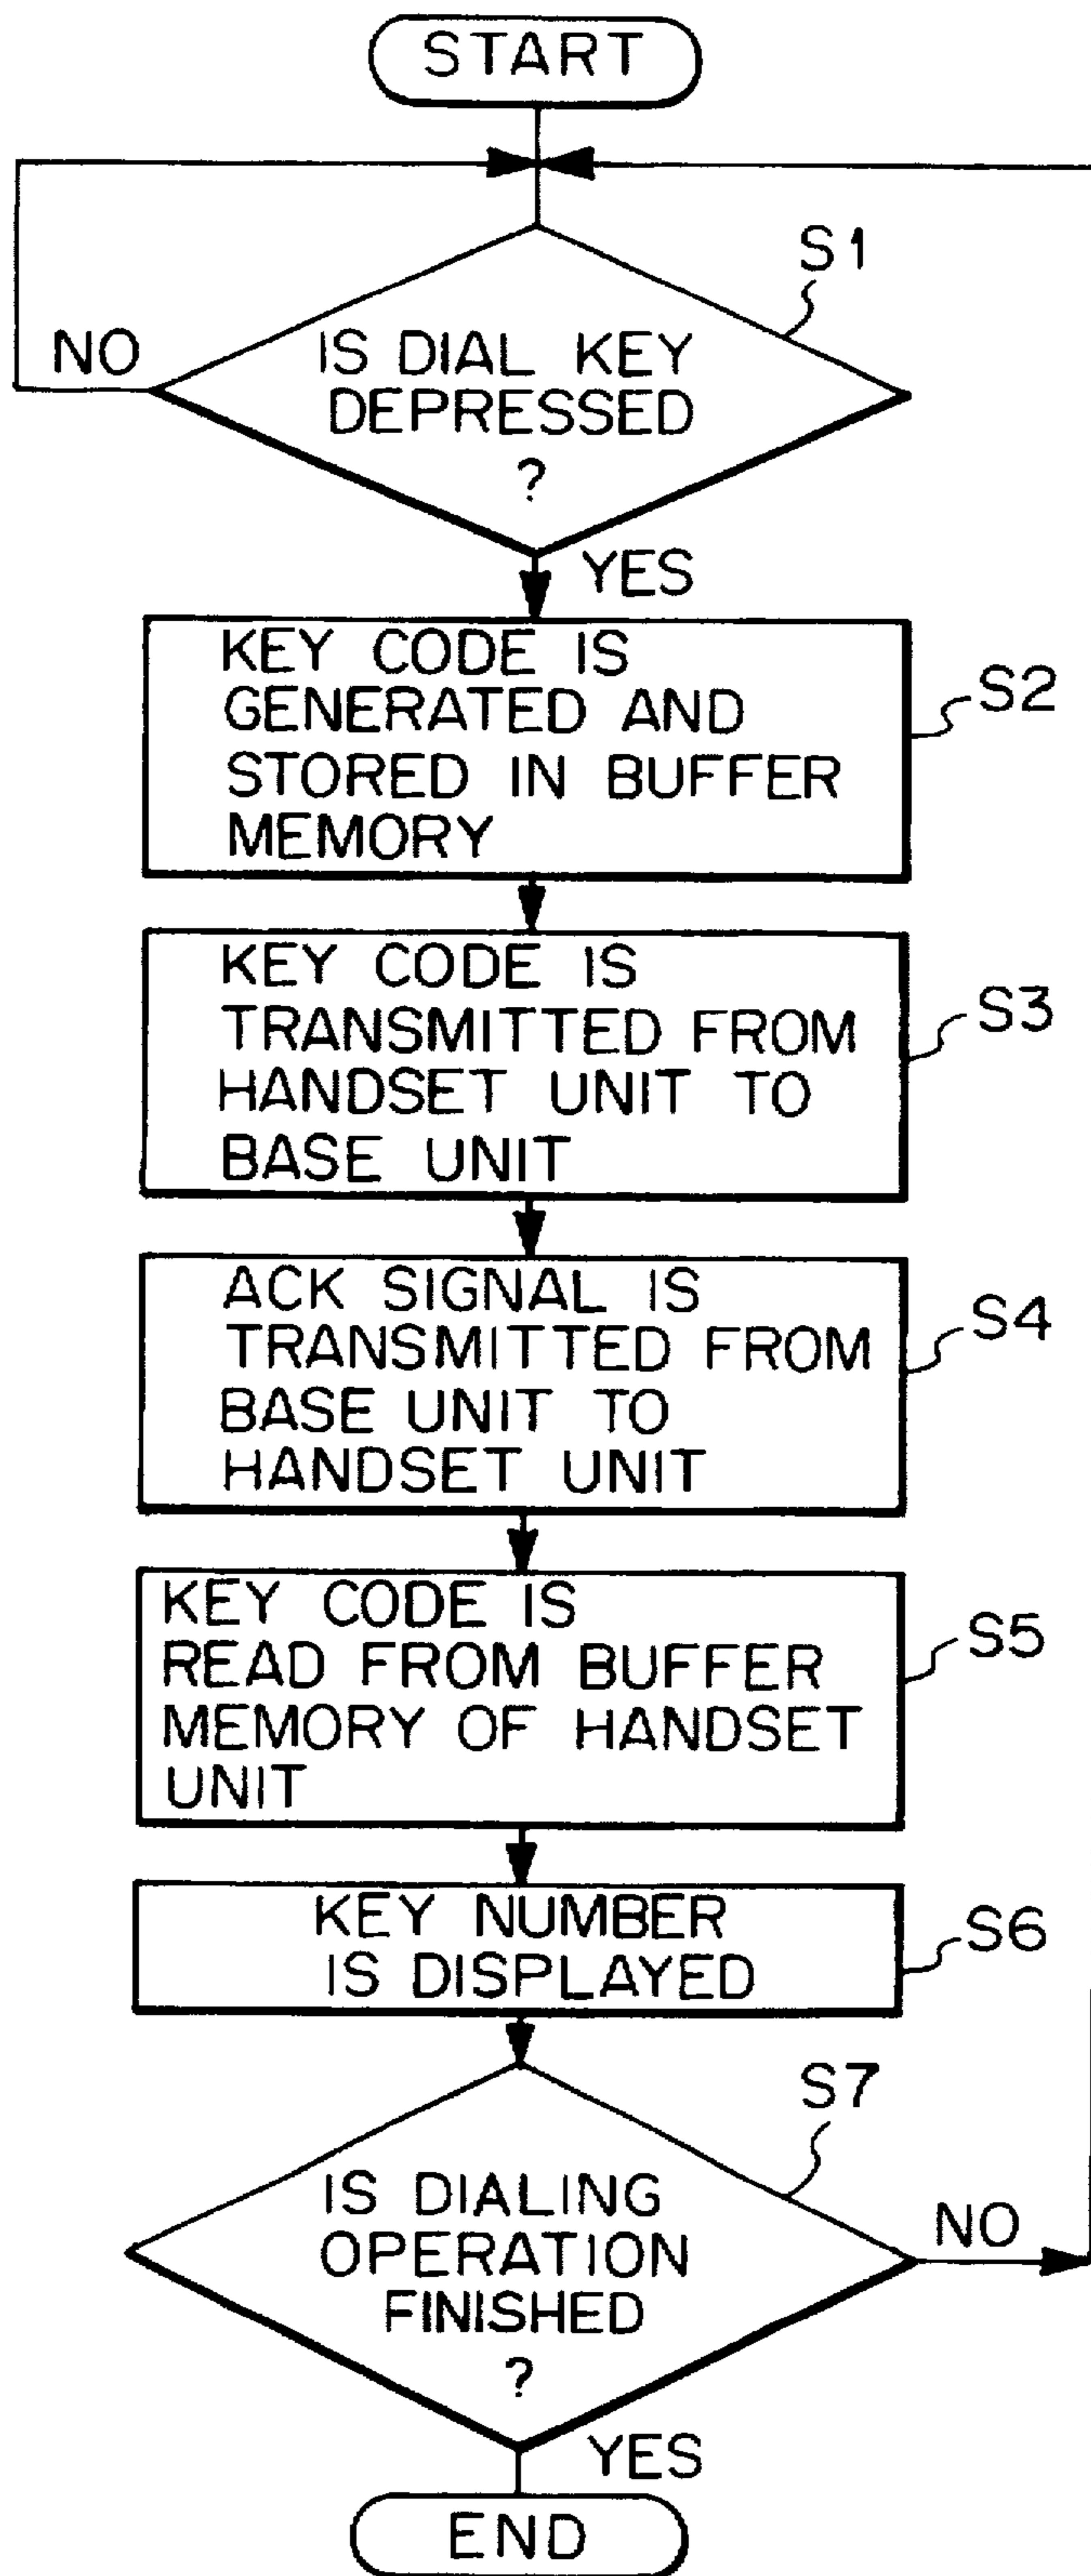 START
S1
NO
IS DIAL KEY
DEPRESSED
?
YES
KEY CODE IS
GENERATED AND
STORED IN BUFFER
MEMORY
S2
KEY CODE IS
TRANSMITTED FROM
HANDSET UNIT TO
BASE UNIT
S3
ACK SIGNAL IS
TRANSMITTED FROM
BASE UNIT TO
HANDSET UNIT
S4
KEY CODE IS
READ FROM BUFFER
MEMORY OF HANDSET
UNIT
S5
KEY NUMBER
IS DISPLAYED
S6
S7
IS DIALING
OPERATION
FINISHED
?
NO
YES
END